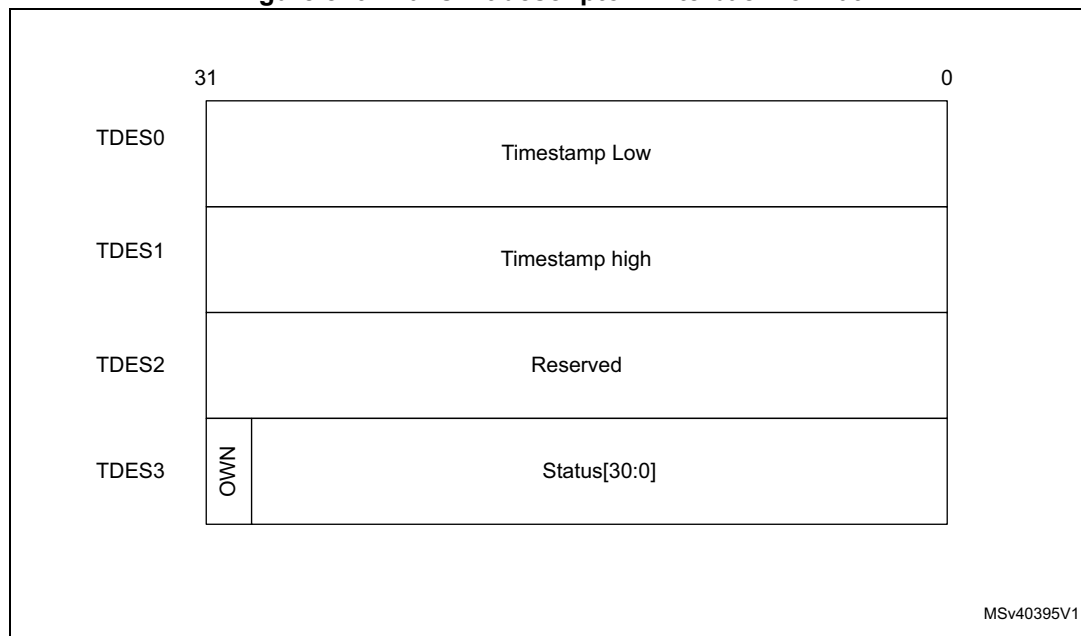 31 0
TDES0 Timestamp Low
TDES1 Timestamp high
TDES2 Reserved
TDES3 OWN Status[30:0]
MSv40395V1